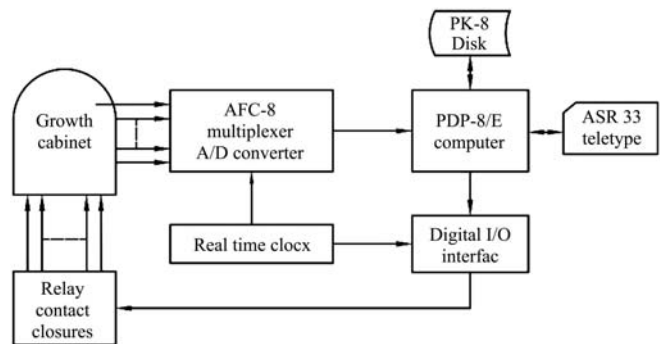 PK-8
Disk
Growth
cabinet
AFC-8
multiplexer
A/D converter
PDP-8/E
computer
ASR 33
teletype
Real time clocx
Digital I/O
interfac
Relay
contact
closures